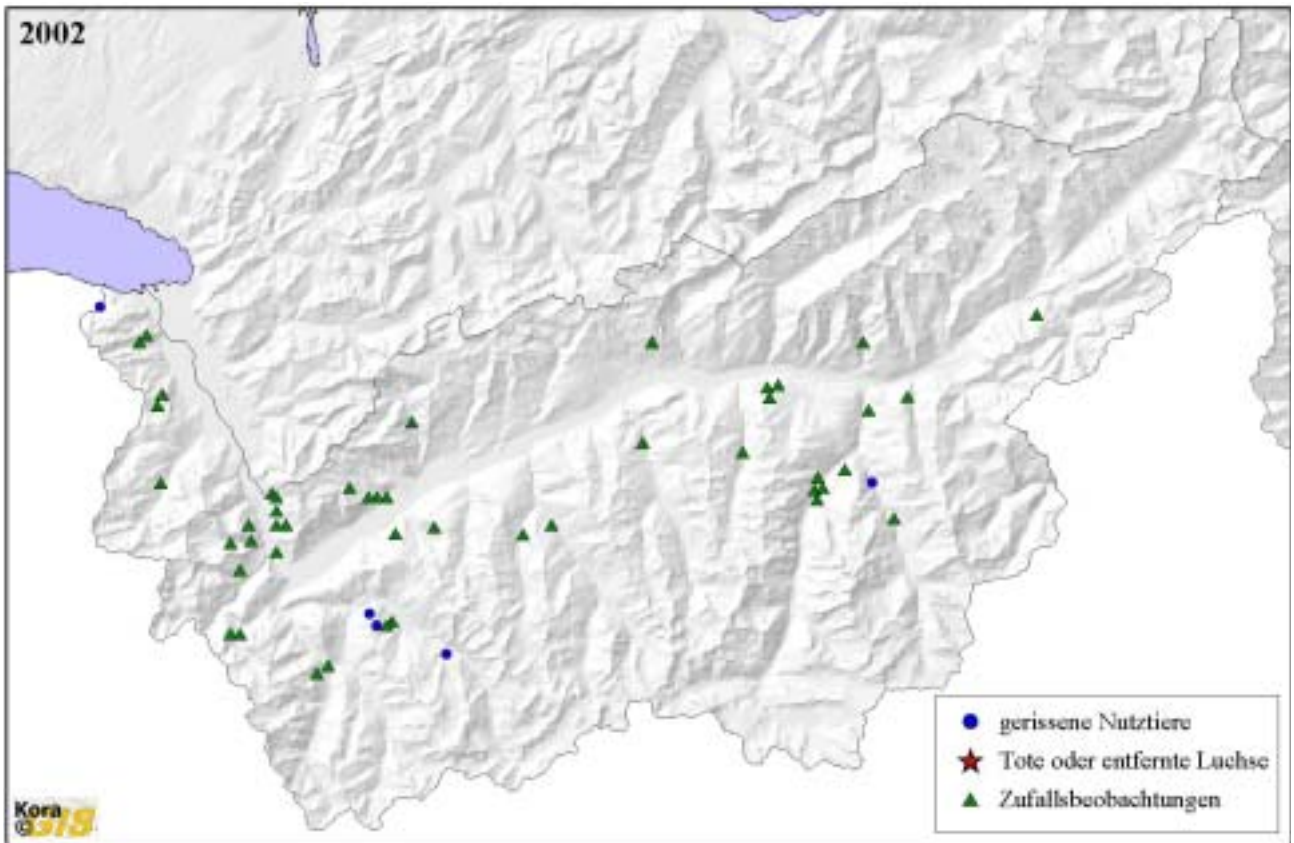 2002
gerissene Nutztiere
Tote oder entfernte Luchse
Zufallsbeobachtungen
Kora
©GIS